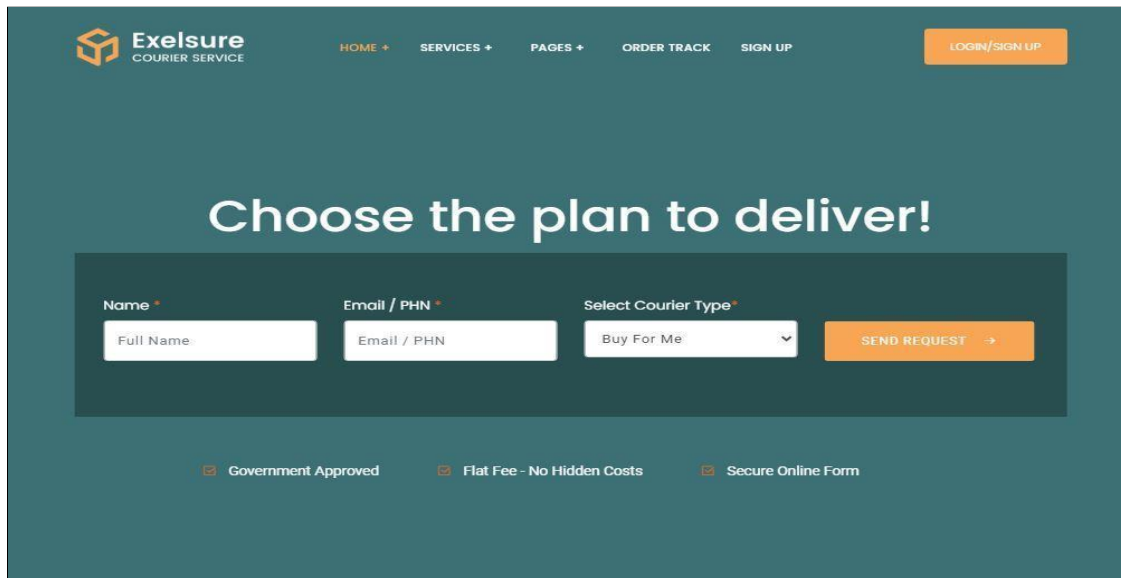 Exelsure
COURIER SERVICE
HOME + SERVICES + PAGES + ORDER TRACK SIGN UP LOGIN/SIGN UP
Choose the plan to deliver!
Name * Email / PHN * Select Courier Type*
Full Name Email / PHN Buy For Me SEND REQUEST →
Government Approved Flat Fee - No Hidden Costs Secure Online Form